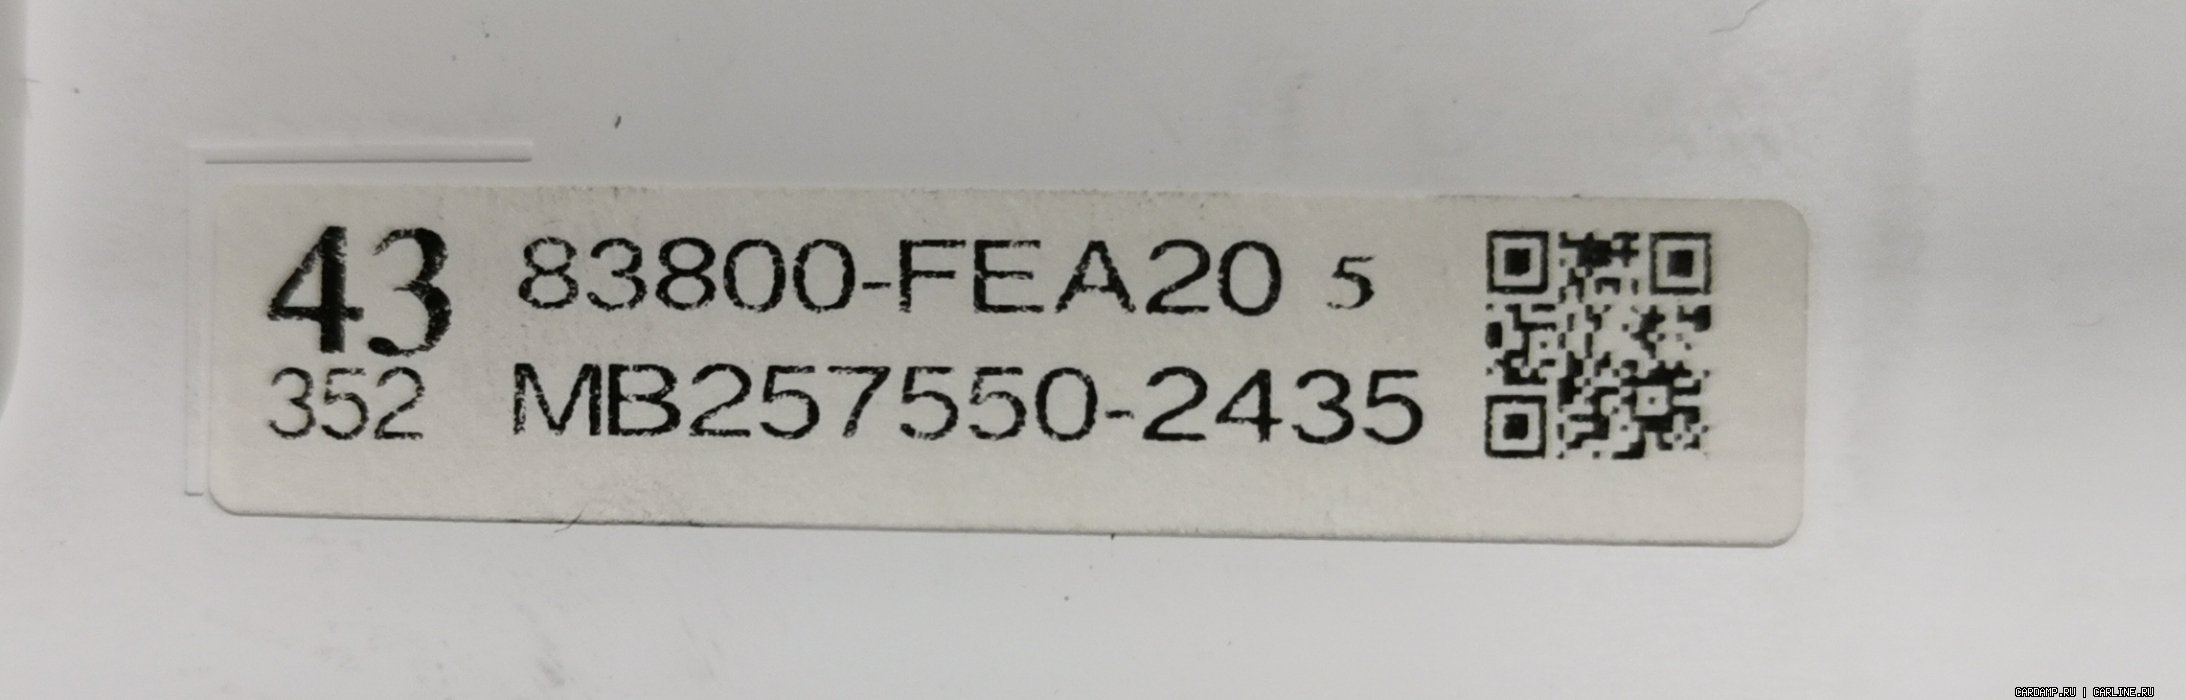 43 83800-FEA20 5
352 MB257550-2435
CARDAMP.RU | CARLINE.RU